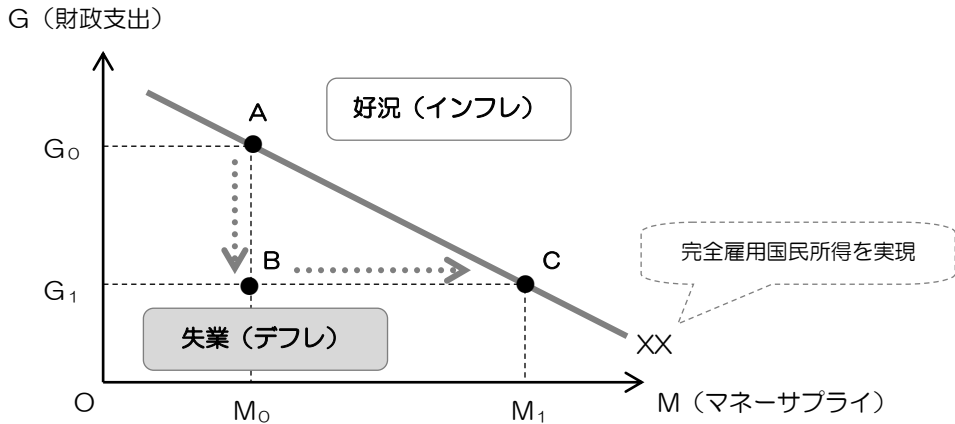 G（財政支出）
好況（インフレ）
A
G₀
完全雇用国民所得を実現
B
C
G₁
失業（デフレ）
XX
O
M₀
M₁
M（マネーサプライ）